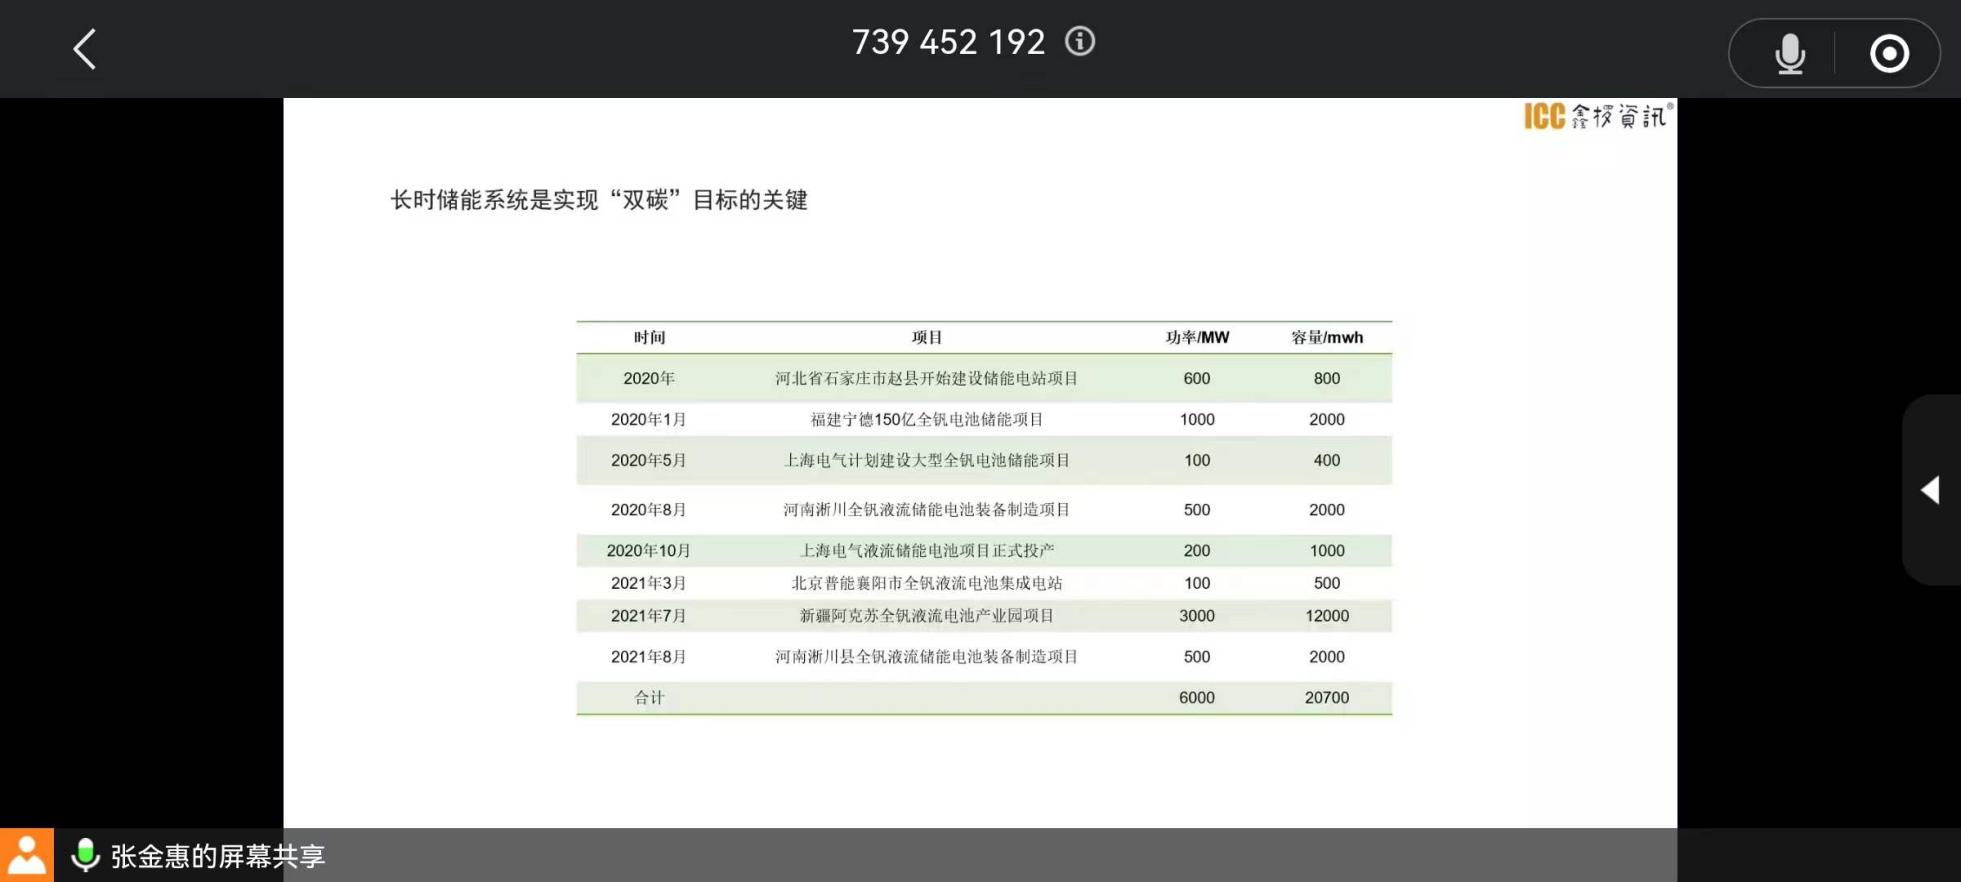 739 452 192
ICC 鑫椤資訊®
长时储能系统是实现“双碳”目标的关键
时间 项目 功率/MW 容量/mwh
2020年 河北省石家庄市赵县开始建设储能电站项目 600 800
2020年1月 福建宁德150亿全钒电池储能项目 1000 2000
2020年5月 上海电气计划建设大型全钒电池储能项目 100 400
2020年8月 河南淅川全钒液流储能电池装备制造项目 500 2000
2020年10月 上海电气液流储能电池项目正式投产 200 1000
2021年3月 北京普能襄阳市全钒液流电池集成电站 100 500
2021年7月 新疆阿克苏全钒液流电池产业园项目 3000 12000
2021年8月 河南淅川县全钒液流储能电池装备制造项目 500 2000
合计 6000 20700
张金惠的屏幕共享